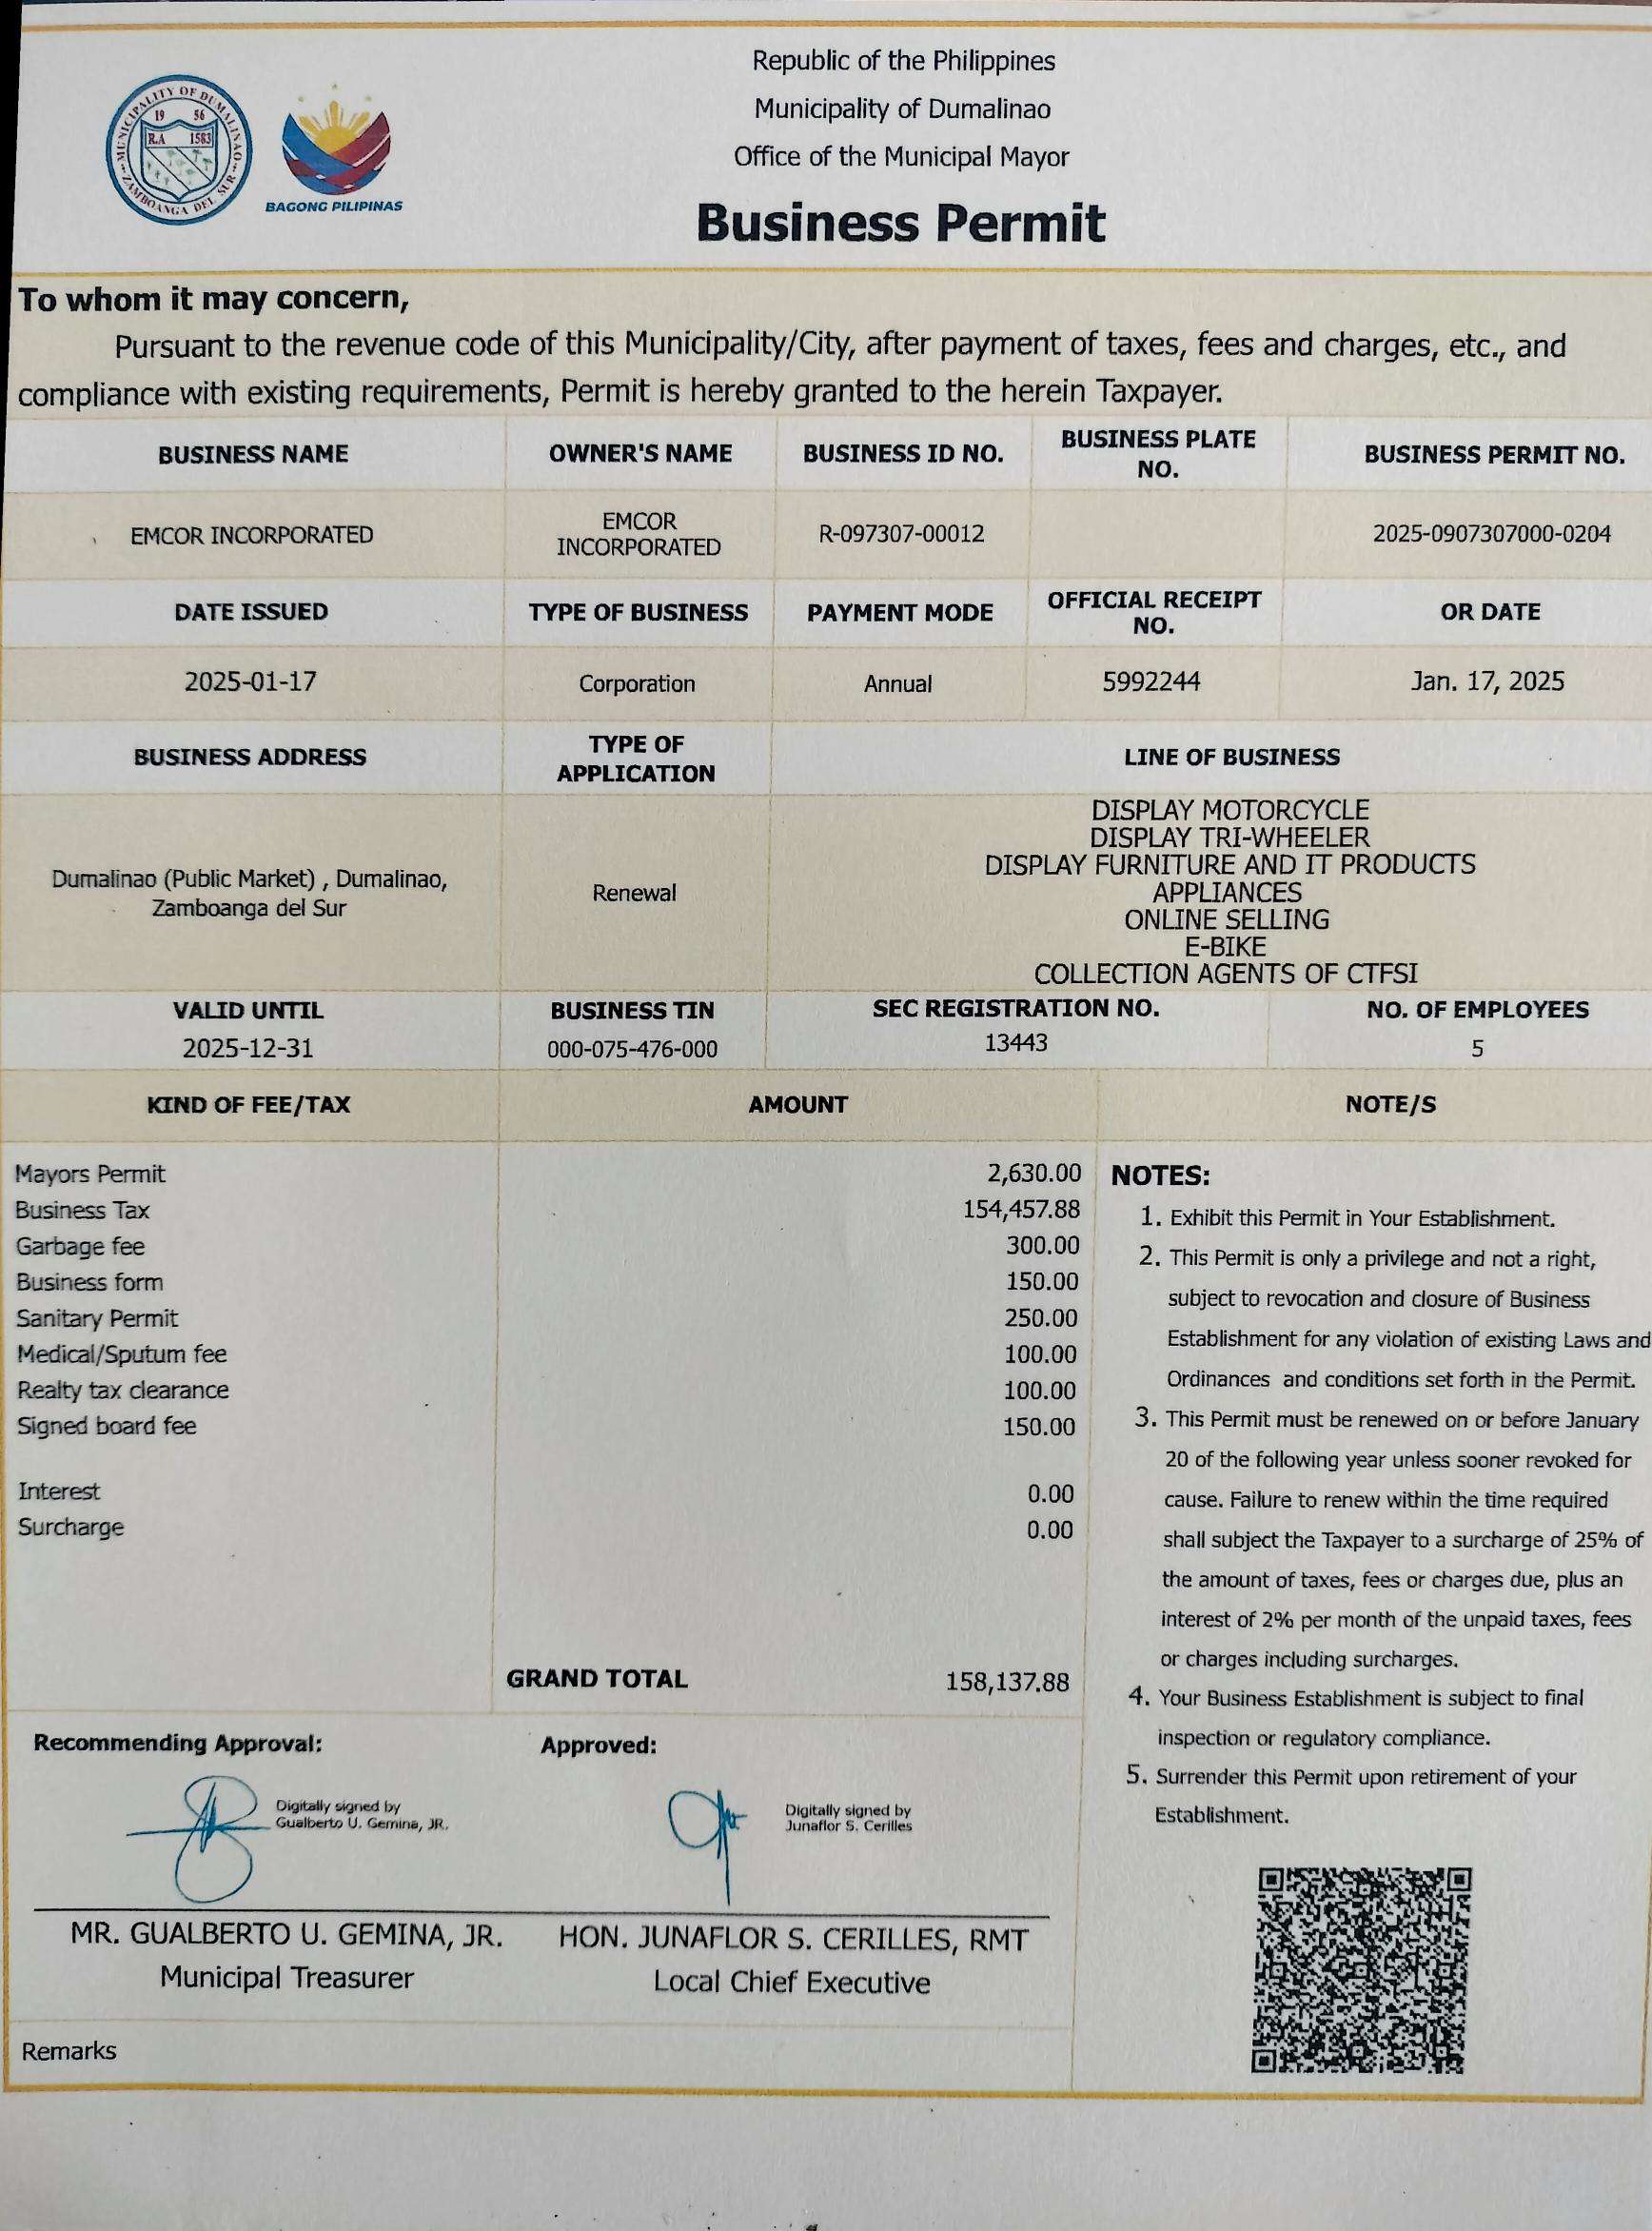 MUNICIPALITY OF DUMALINAO
19 56
R.A 1583
ZAMBOANGA DEL SUR
BAGONG PILIPINAS
Republic of the Philippines
Municipality of Dumalinao
Office of the Municipal Mayor
Business Permit
To whom it may concern,
Pursuant to the revenue code of this Municipality/City, after payment of taxes, fees and charges, etc., and
compliance with existing requirements, Permit is hereby granted to the herein Taxpayer.
BUSINESS NAME OWNER'S NAME BUSINESS ID NO. BUSINESS PLATE NO. BUSINESS PERMIT NO.
EMCOR INCORPORATED EMCOR INCORPORATED R-097307-00012 2025-0907307000-0204
DATE ISSUED TYPE OF BUSINESS PAYMENT MODE OFFICIAL RECEIPT NO. OR DATE
2025-01-17 Corporation Annual 5992244 Jan. 17, 2025
BUSINESS ADDRESS TYPE OF APPLICATION LINE OF BUSINESS
Dumalinao (Public Market) , Dumalinao,
Zamboanga del Sur
Renewal
DISPLAY MOTORCYCLE
DISPLAY TRI-WHEELER
DISPLAY FURNITURE AND IT PRODUCTS
APPLIANCES
ONLINE SELLING
E-BIKE
COLLECTION AGENTS OF CTFSI
VALID UNTIL BUSINESS TIN SEC REGISTRATION NO. NO. OF EMPLOYEES
2025-12-31 000-075-476-000 13443 5
KIND OF FEE/TAX AMOUNT NOTE/S
Mayors Permit 2,630.00
Business Tax 154,457.88
Garbage fee 300.00
Business form 150.00
Sanitary Permit 250.00
Medical/Sputum fee 100.00
Realty tax clearance 100.00
Signed board fee 150.00
Interest 0.00
Surcharge 0.00
GRAND TOTAL 158,137.88
NOTES:
1. Exhibit this Permit in Your Establishment.
2. This Permit is only a privilege and not a right,
subject to revocation and closure of Business
Establishment for any violation of existing Laws and
Ordinances and conditions set forth in the Permit.
3. This Permit must be renewed on or before January
20 of the following year unless sooner revoked for
cause. Failure to renew within the time required
shall subject the Taxpayer to a surcharge of 25% of
the amount of taxes, fees or charges due, plus an
interest of 2% per month of the unpaid taxes, fees
or charges including surcharges.
4. Your Business Establishment is subject to final
inspection or regulatory compliance.
5. Surrender this Permit upon retirement of your
Establishment.
Recommending Approval: Approved:
Digitally signed by
Gualberto U. Gemina, JR.
Digitally signed by
Junaflor S. Cerilles
MR. GUALBERTO U. GEMINA, JR. HON. JUNAFLOR S. CERILLES, RMT
Municipal Treasurer Local Chief Executive
Remarks